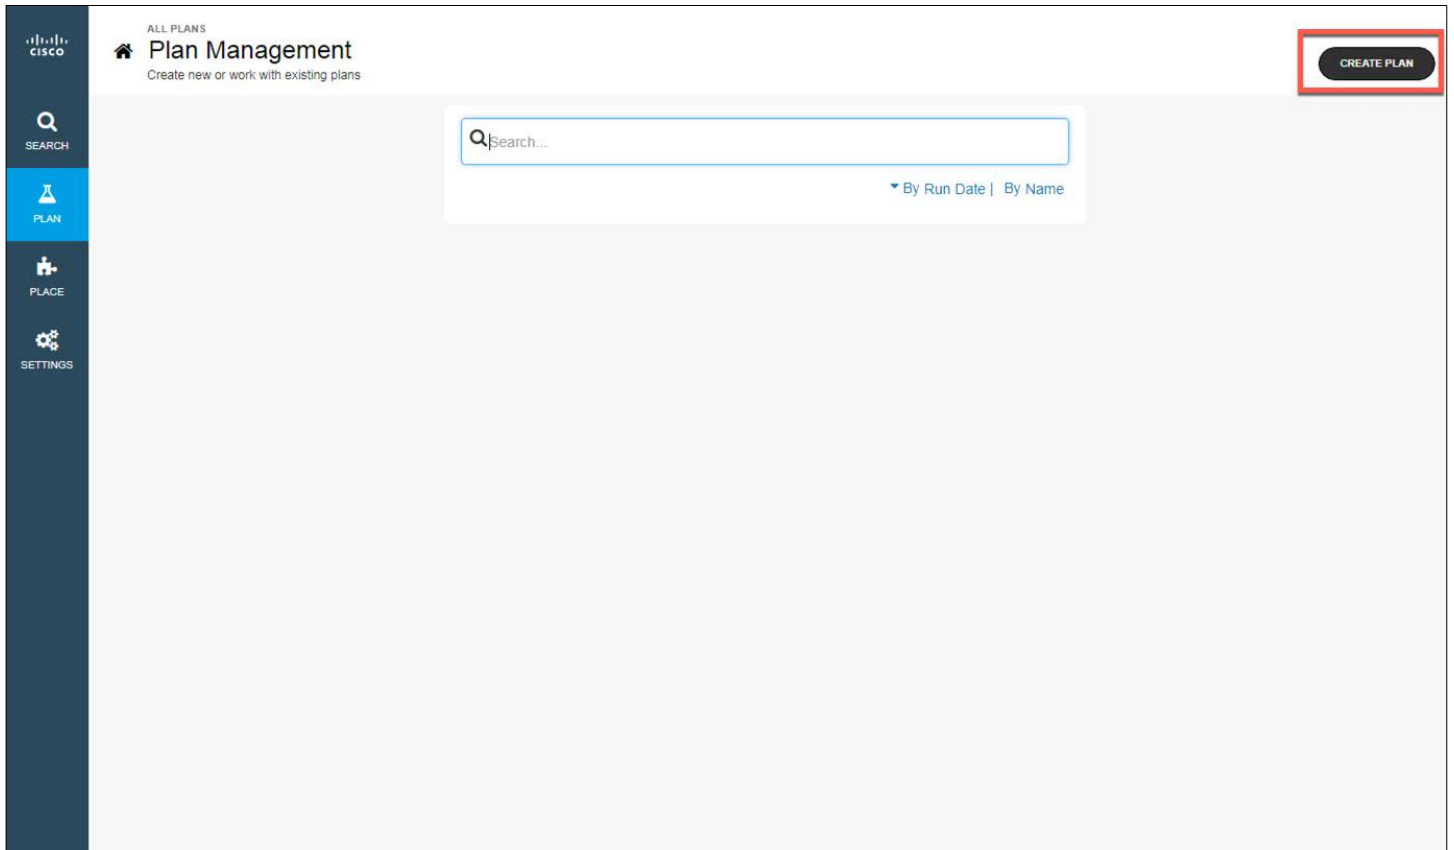 CISCO
ALL PLANS
Plan Management
Create new or work with existing plans
CREATE PLAN
SEARCH
PLAN
PLACE
SETTINGS
Search...
By Run Date | By Name